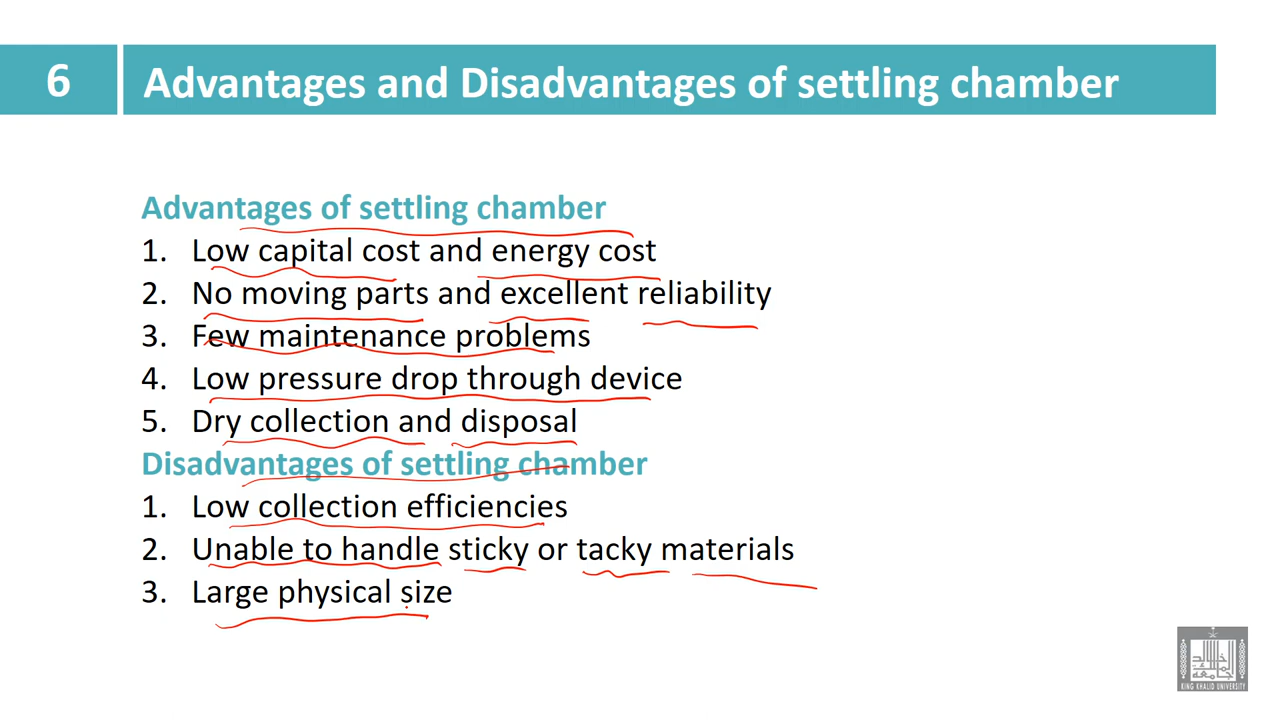 6
Advantages and Disadvantages of settling chamber
Advantages of settling chamber
1. Low capital cost and energy cost
2. No moving parts and excellent reliability
3. Few maintenance problems
4. Low pressure drop through device
5. Dry collection and disposal
Disadvantages of settling chamber
1. Low collection efficiencies
2. Unable to handle sticky or tacky materials
3. Large physical size
KING KHALID UNIVERSITY